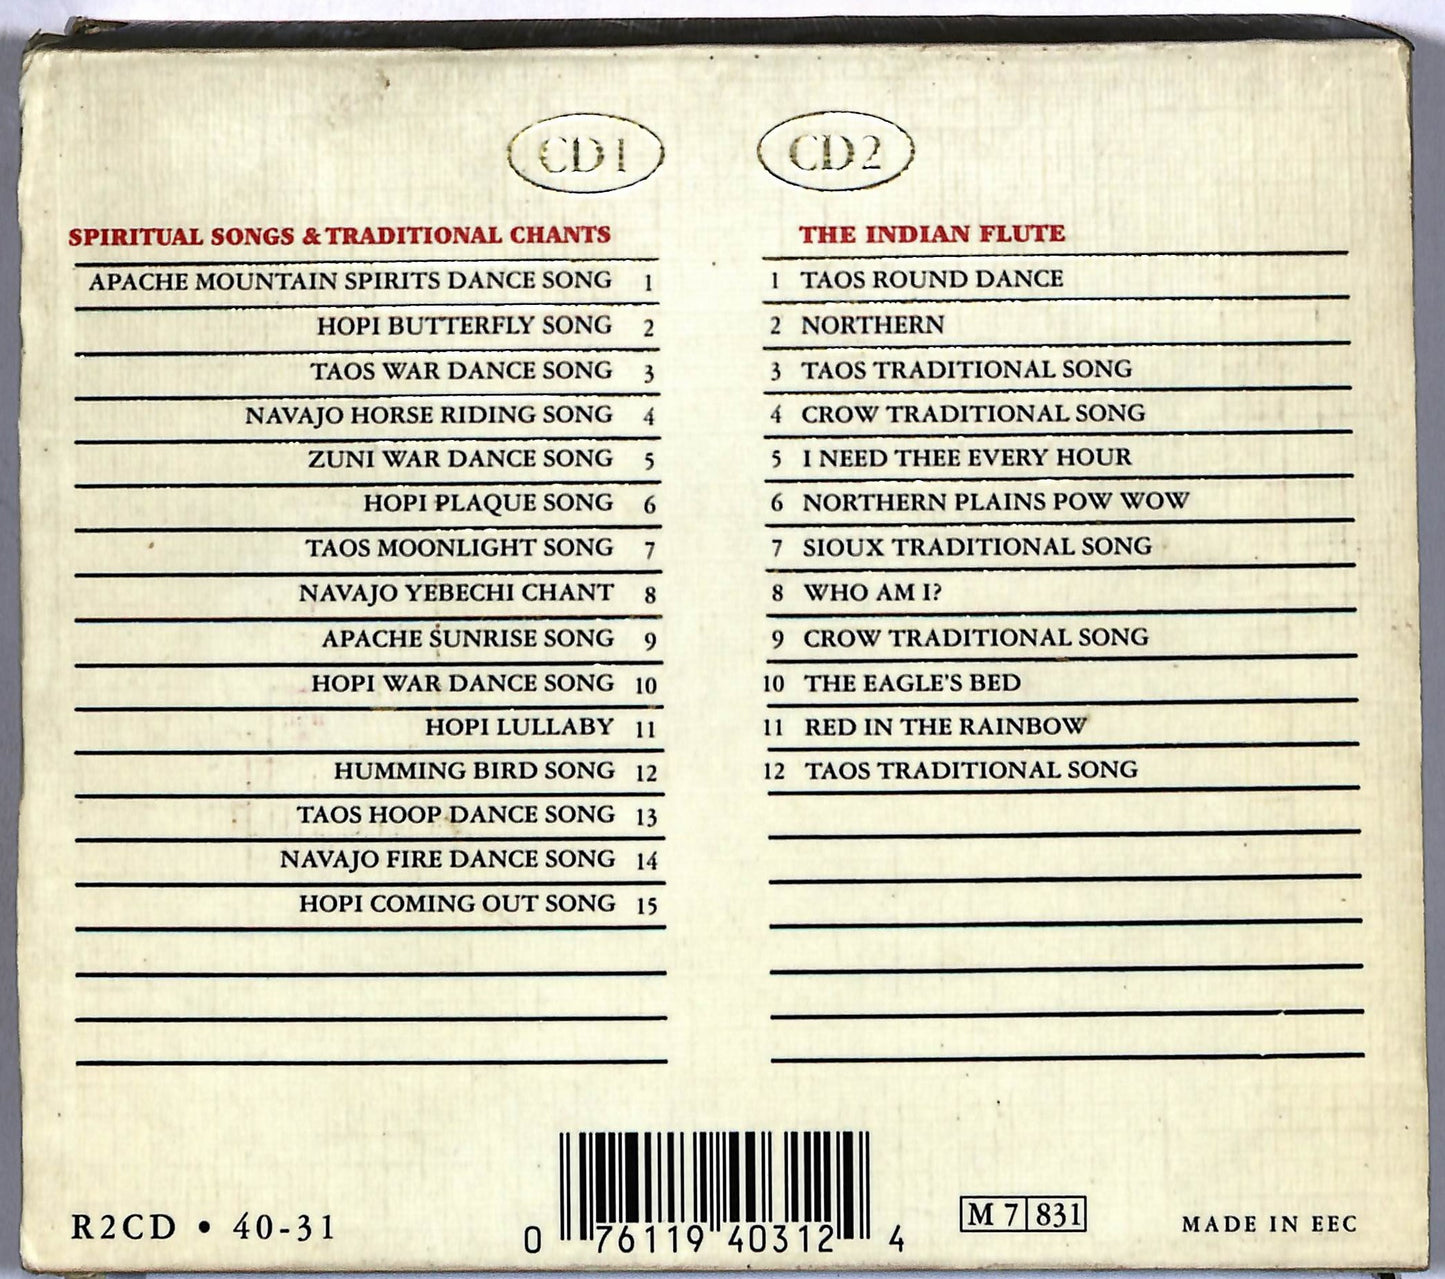 CD 1
SPIRITUAL SONGS & TRADITIONAL CHANTS
APACHE MOUNTAIN SPIRITS DANCE SONG 1
HOPI BUTTERFLY SONG 2
TAOS WAR DANCE SONG 3
NAVAJO HORSE RIDING SONG 4
ZUNI WAR DANCE SONG 5
HOPI PLAQUE SONG 6
TAOS MOONLIGHT SONG 7
NAVAJO YEBECHI CHANT 8
APACHE SUNRISE SONG 9
HOPI WAR DANCE SONG 10
HOPI LULLABY 11
HUMMING BIRD SONG 12
TAOS HOOP DANCE SONG 13
NAVAJO FIRE DANCE SONG 14
HOPI COMING OUT SONG 15
CD 2
THE INDIAN FLUTE
1 TAOS ROUND DANCE
2 NORTHERN
3 TAOS TRADITIONAL SONG
4 CROW TRADITIONAL SONG
5 I NEED THEE EVERY HOUR
6 NORTHERN PLAINS POW WOW
7 SIOUX TRADITIONAL SONG
8 WHO AM I?
9 CROW TRADITIONAL SONG
10 THE EAGLE'S BED
11 RED IN THE RAINBOW
12 TAOS TRADITIONAL SONG
R2CD • 40-31
0 76119 40312 4
M 7 831
MADE IN EEC